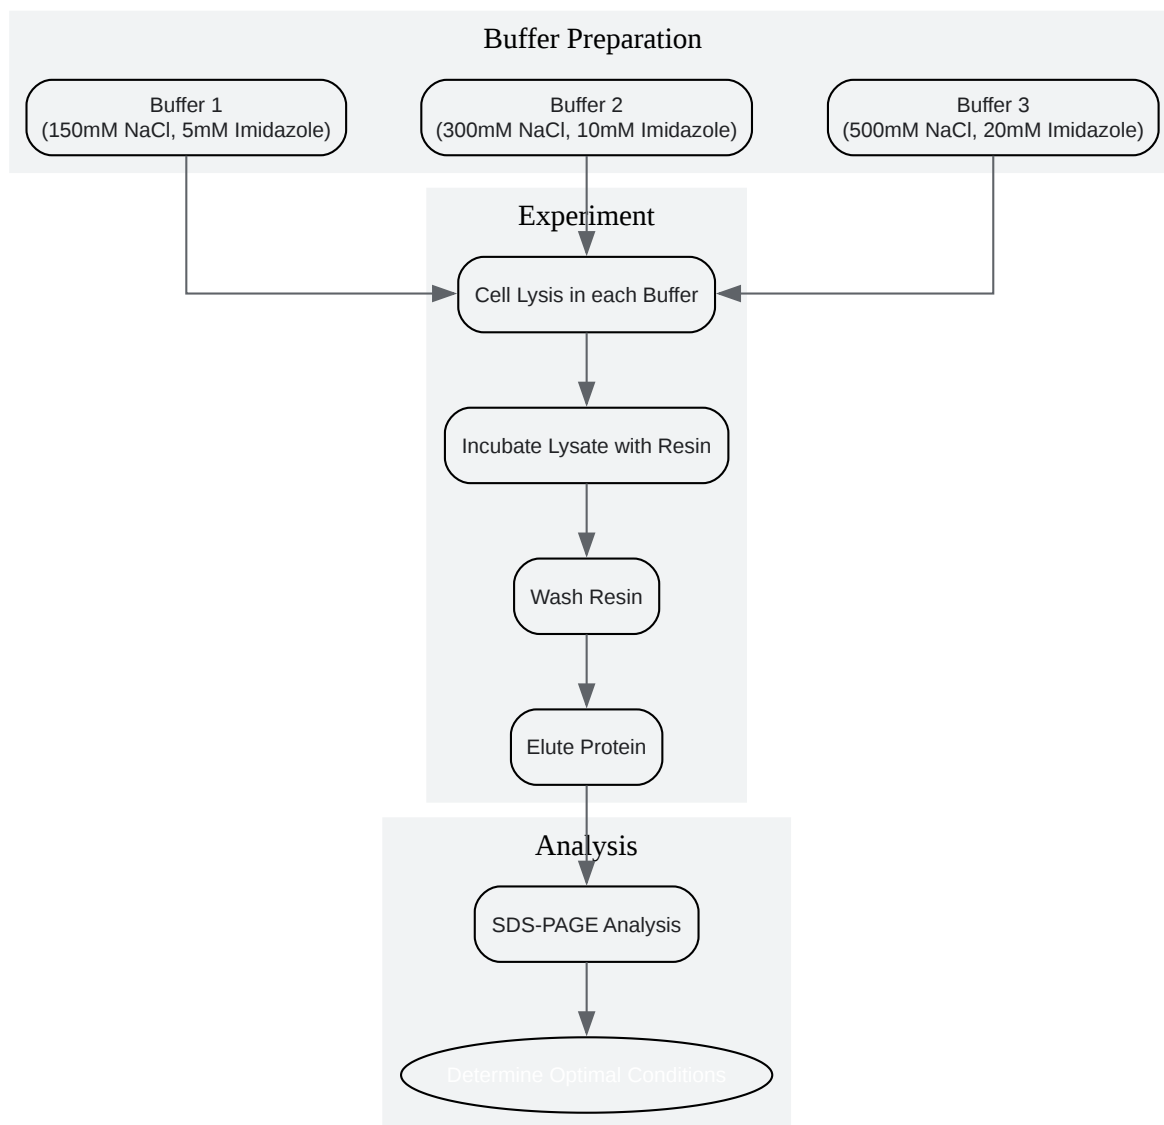 Buffer Preparation
Buffer 1
(150mM NaCl, 5mM Imidazole)
Buffer 2
(300mM NaCl, 10mM Imidazole)
Buffer 3
(500mM NaCl, 20mM Imidazole)
Experiment
Cell Lysis in each Buffer
Incubate Lysate with Resin
Wash Resin
Elute Protein
Analysis
SDS-PAGE Analysis
Determine Optimal Conditions